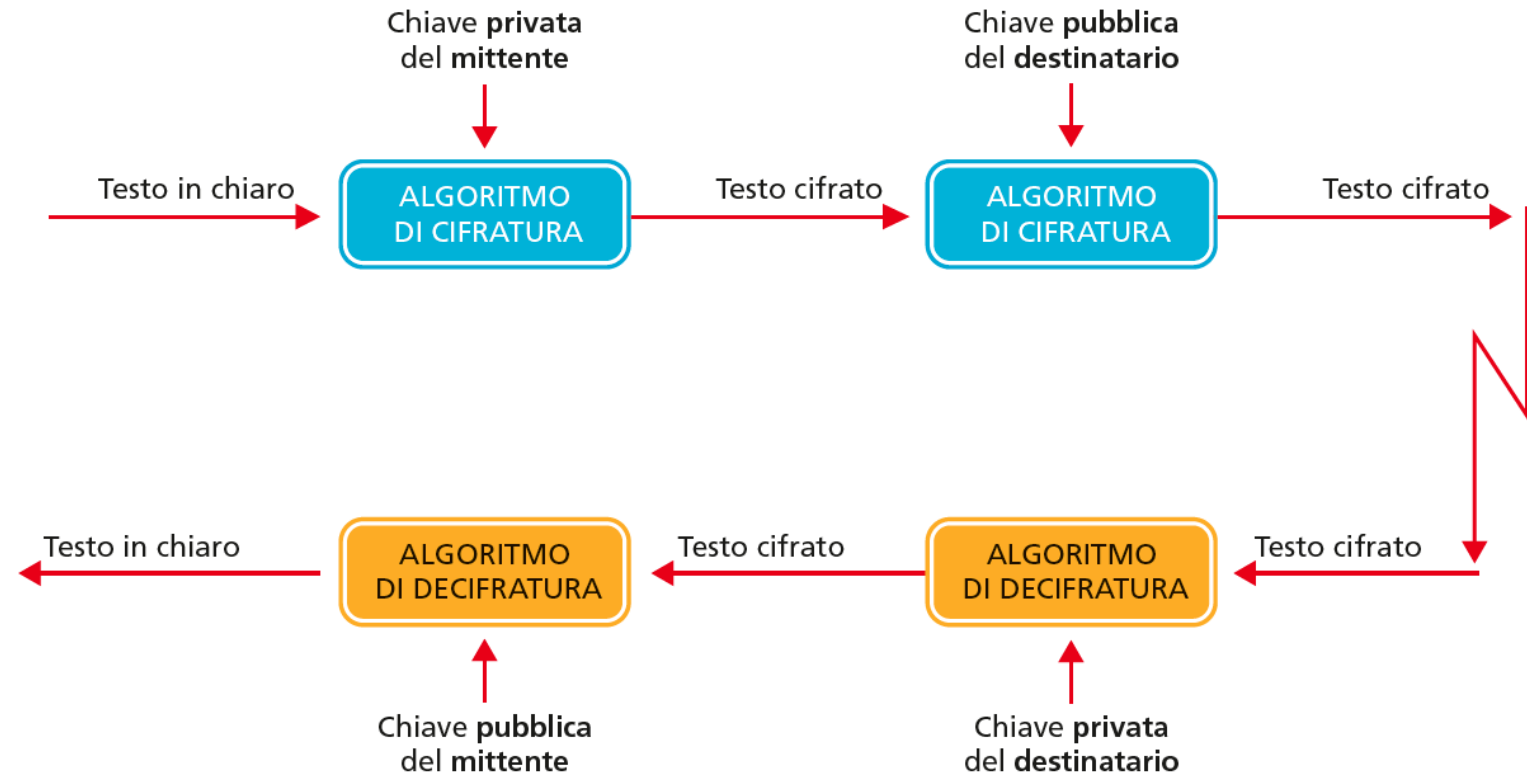 Chiave privata
del mittente
Chiave pubblica
del destinatario
Testo in chiaro
ALGORITMO
DI CIFRATURA
Testo cifrato
ALGORITMO
DI CIFRATURA
Testo cifrato
Testo in chiaro
ALGORITMO
DI DECIFRATURA
Testo cifrato
ALGORITMO
DI DECIFRATURA
Testo cifrato
Chiave pubblica
del mittente
Chiave privata
del destinatario